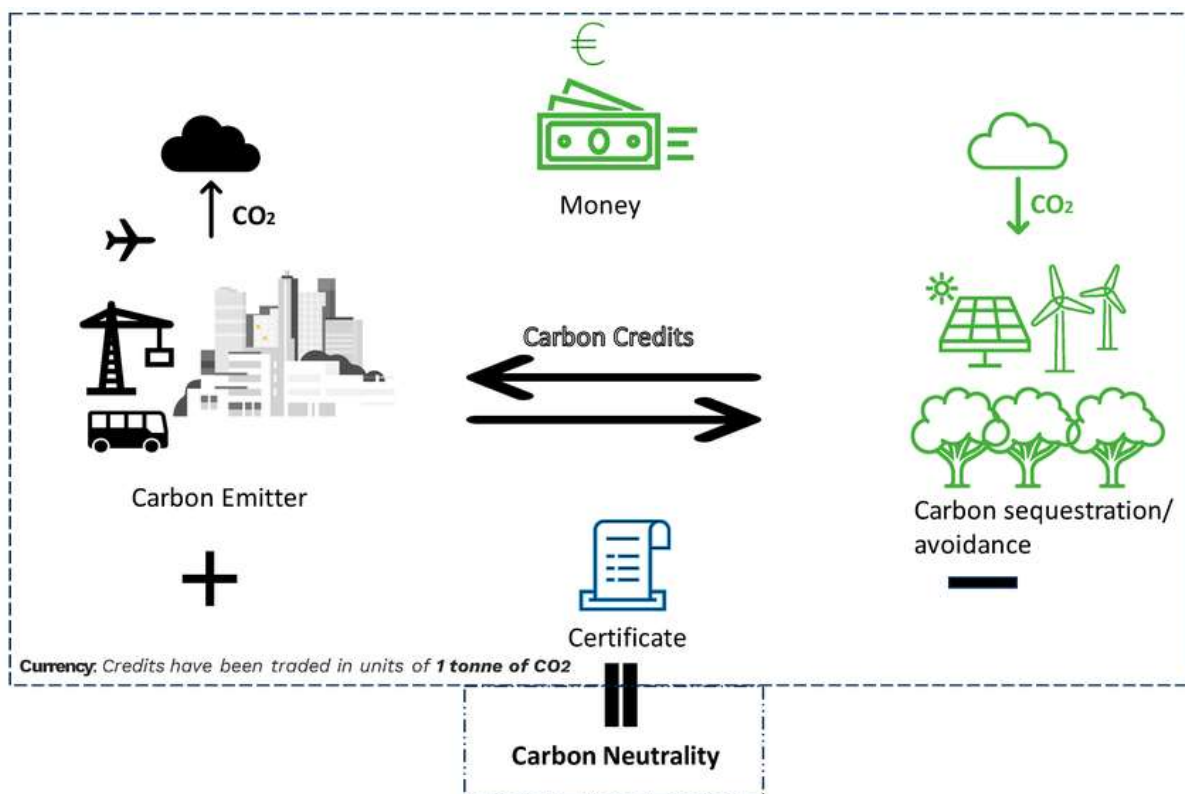 €
Money
CO₂
CO₂
Carbon Credits
Carbon Emitter
Carbon sequestration/
avoidance
Certificate
Currency: Credits have been traded in units of 1 tonne of CO2
Carbon Neutrality